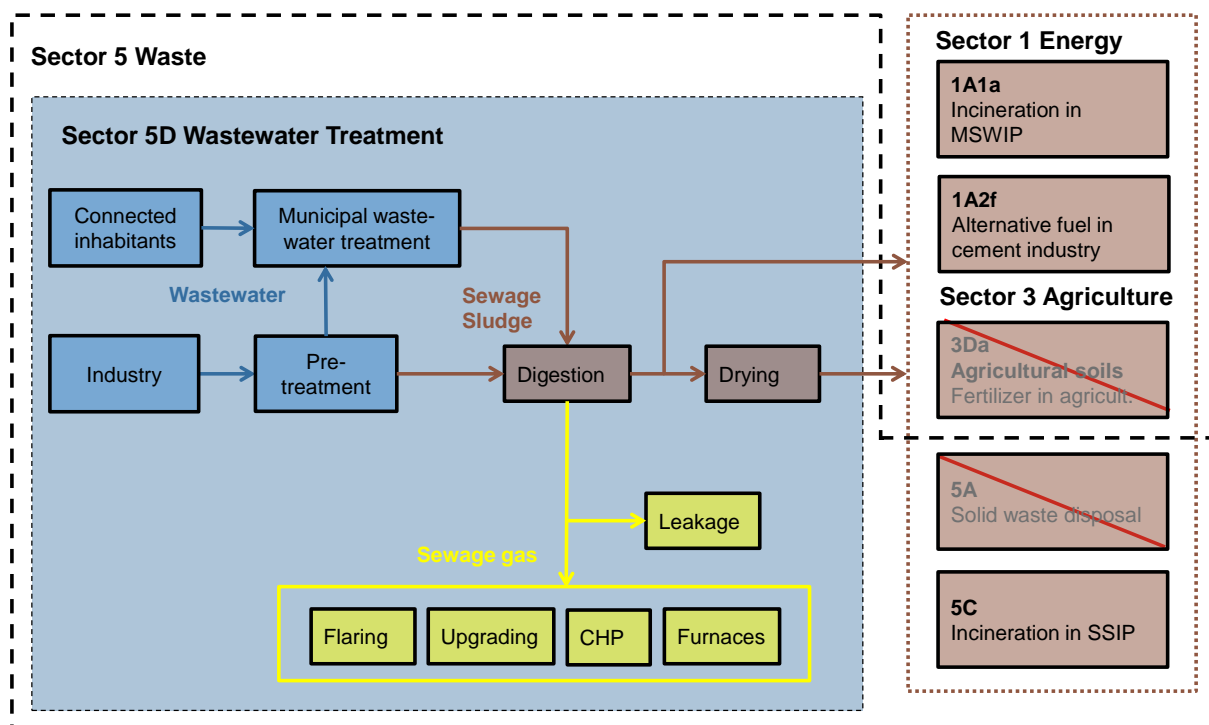 Sector 5 Waste
Sector 5D Wastewater Treatment
Connected
inhabitants
Municipal waste-
water treatment
Wastewater
Sewage
Sludge
Industry
Pre-
treatment
Digestion
Drying
Leakage
Sewage gas
Flaring
Upgrading
CHP
Furnaces
Sector 1 Energy
1A1a
Incineration in
MSWIP
1A2f
Alternative fuel in
cement industry
Sector 3 Agriculture
3Da
Agricultural soils
Fertilizer in agricult.
5A
Solid waste disposal
5C
Incineration in SSIP